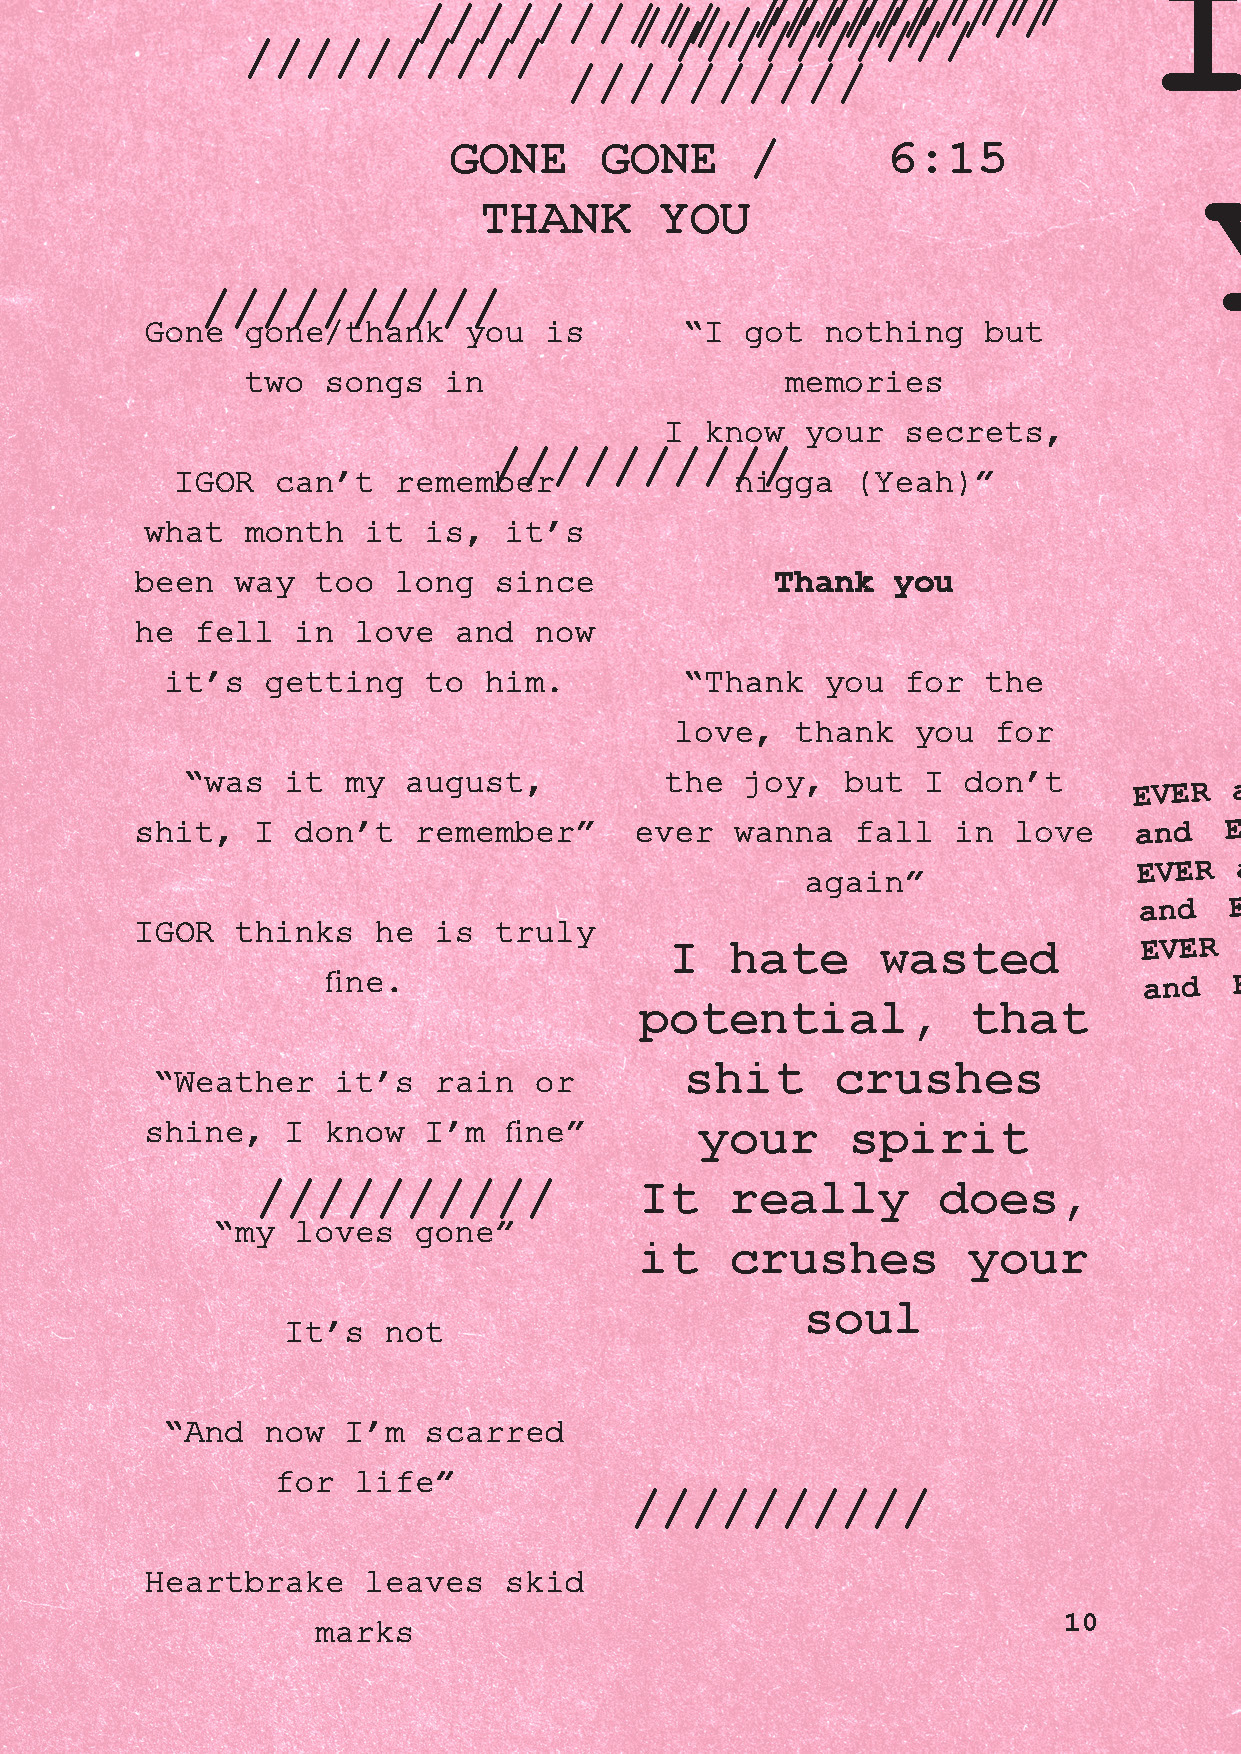 //////////
GONE GONE / 6:15
THANK YOU
//////////
Gone gone/thank you is
two songs in
IGOR can’t remember
what month it is, it’s
been way too long since
he fell in love and now
it’s getting to him.
“was it my august,
shit, I don’t remember”
IGOR thinks he is truly
fine.
“Weather it’s rain or
shine, I know I’m fine”
//////////
“my loves gone”
It’s not
“And now I’m scarred
for life”
Heartbrake leaves skid
marks
“I got nothing but
memories
I know your secrets,
//////////
nigga (Yeah)”
Thank you
“Thank you for the
love, thank you for
the joy, but I don’t
ever wanna fall in love
again”
I hate wasted
potential, that
shit crushes
your spirit
It really does,
it crushes your
soul
//////////
EVER
and
EVER
and
EVER
and
10